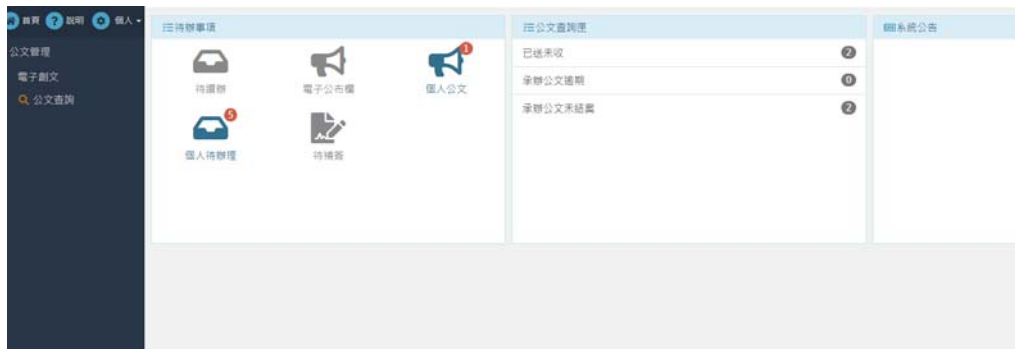 首頁 說明 個人
公文管理
電子創文
公文查詢
待辦事項
待選辦
電子公布欄
個人公文
1
個人待辦理
5
待補簽
公文查詢匣
已送未收 2
承辦公文逾期 0
承辦公文未結案 2
系統公告